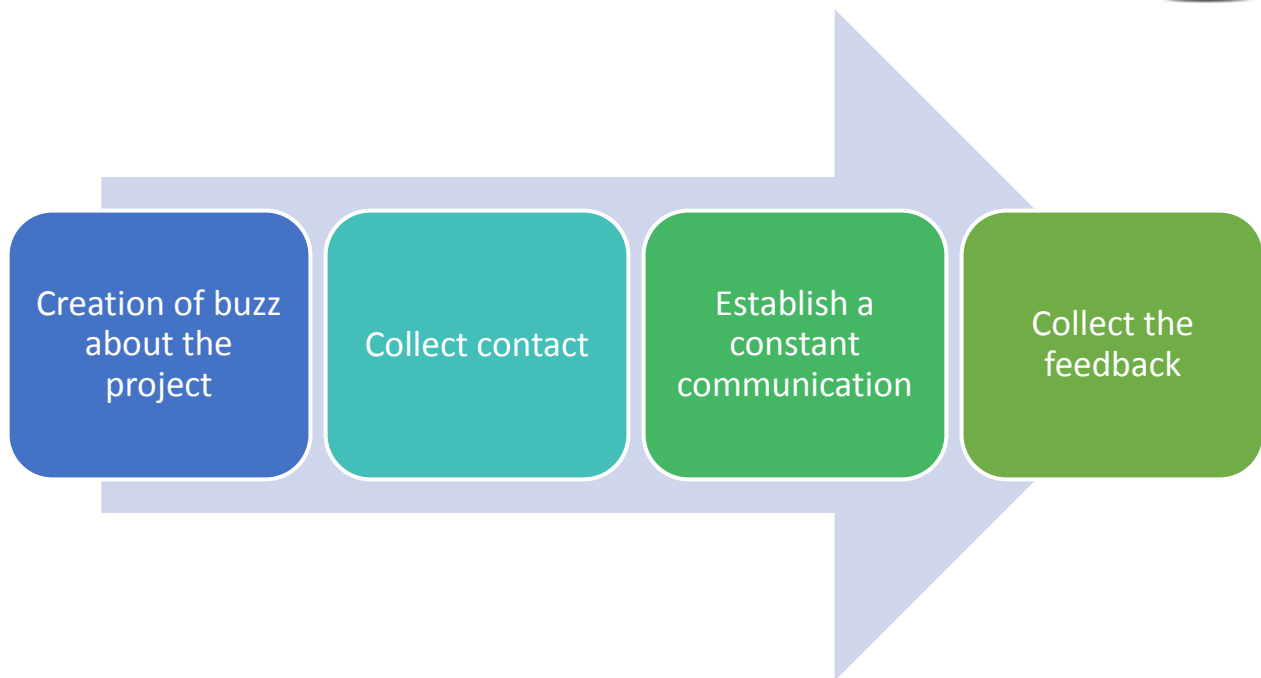 Creation of buzz
about the
project
Collect contact
Establish a
constant
communication
Collect the
feedback